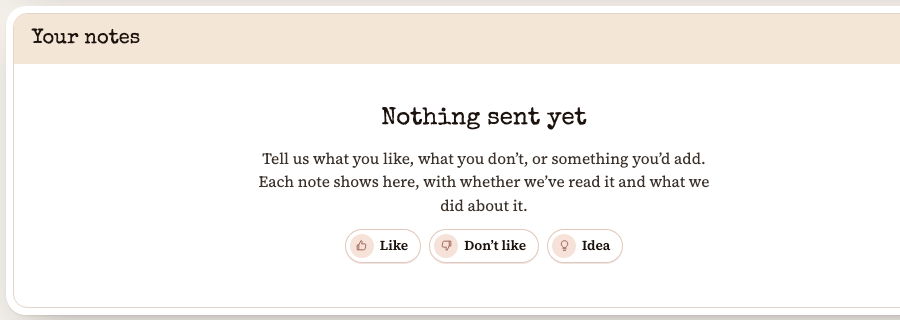 Your notes
Nothing sent yet
Tell us what you like, what you don’t, or something you’d add.
Each note shows here, with whether we’ve read it and what we
did about it.
Like
Don’t like
Idea